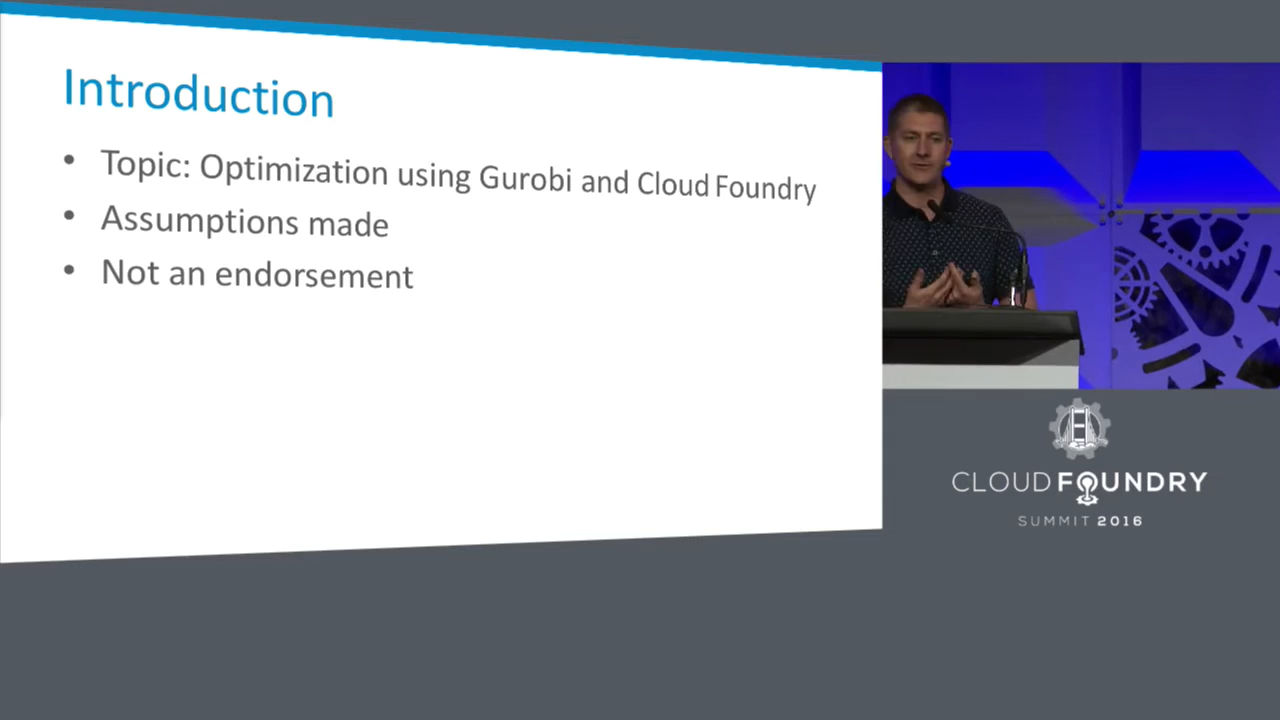 Introduction
• Topic: Optimization using Gurobi and Cloud Foundry
• Assumptions made
• Not an endorsement
CLOUD FOUNDRY
SUMMIT 2016